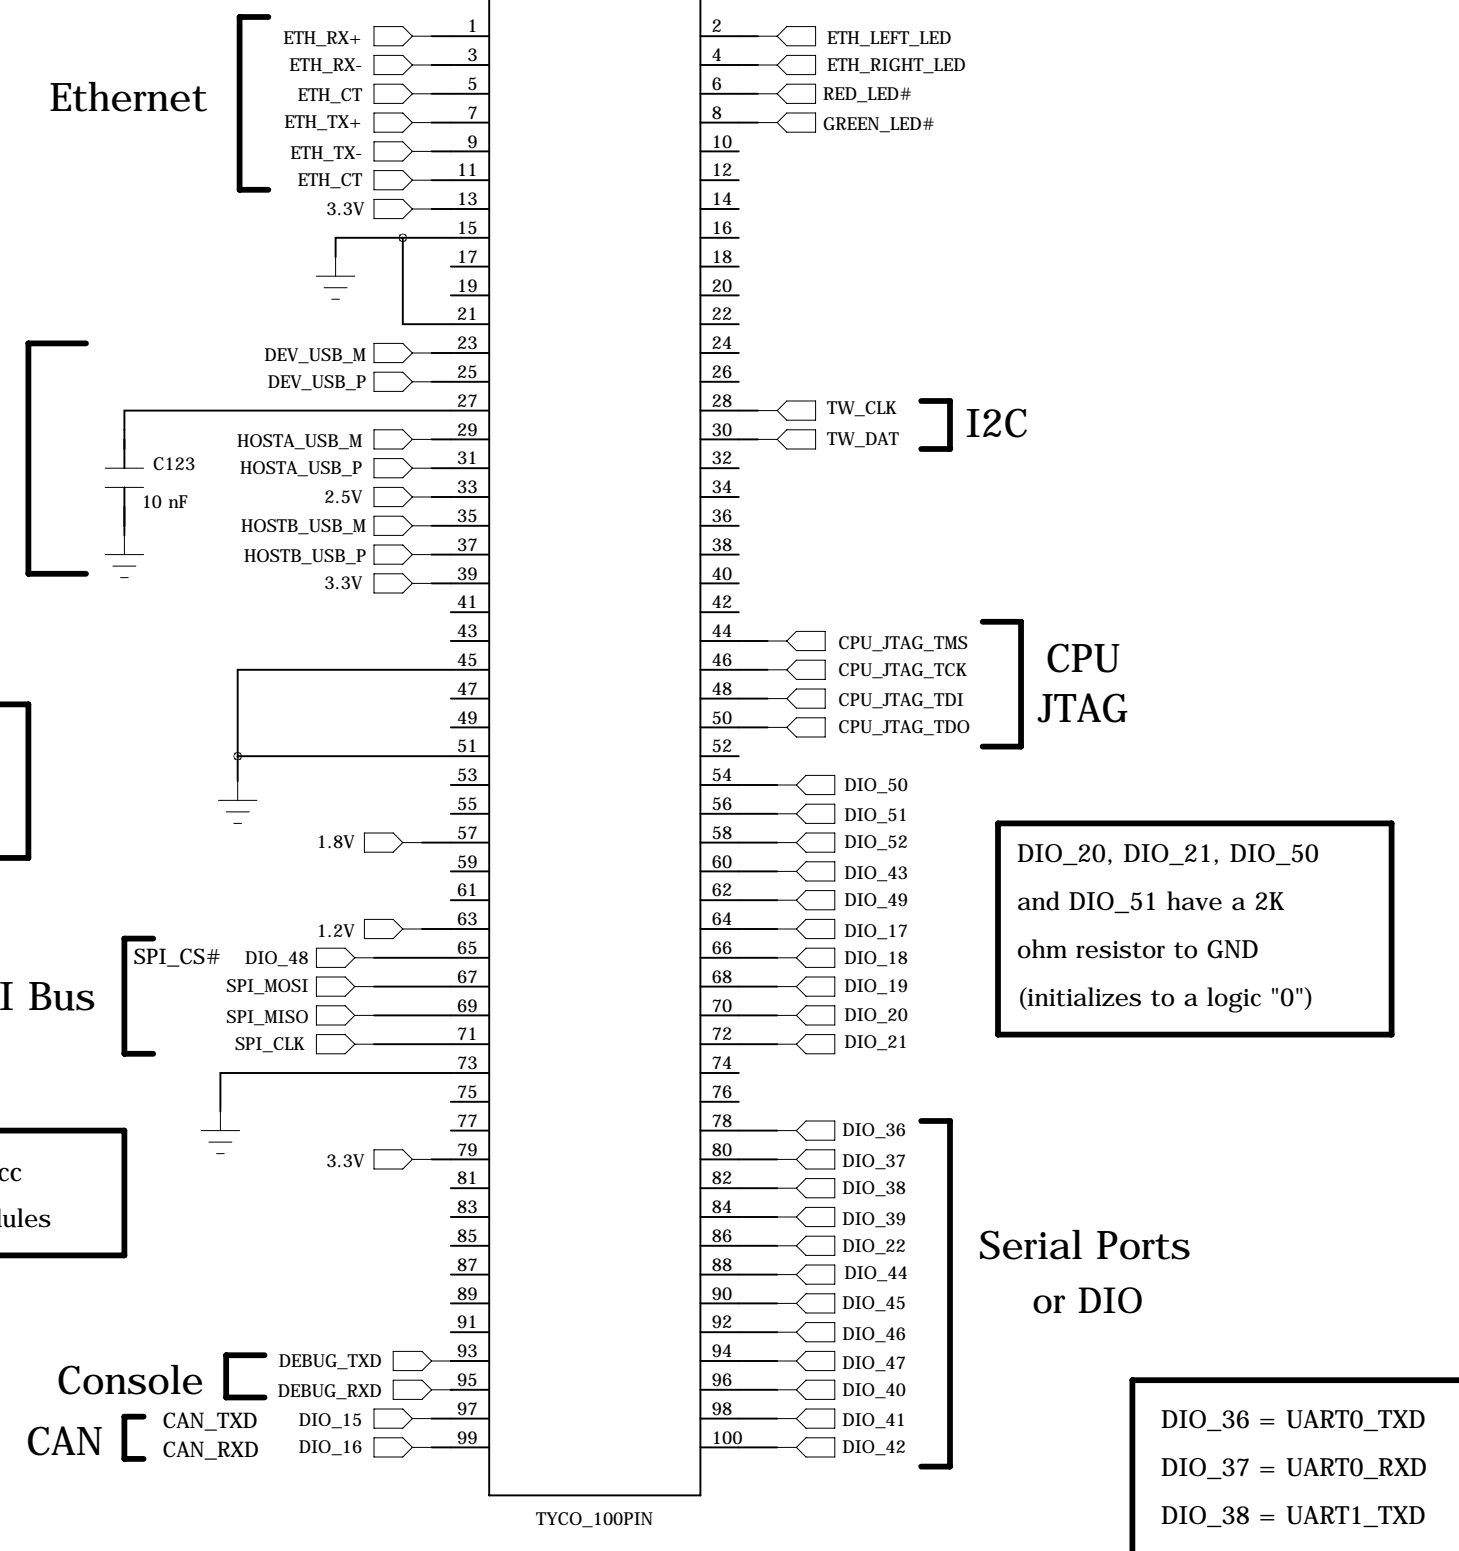 Ethernet
ETH_RX+ 1
ETH_RX- 3
ETH_CT 5
ETH_TX+ 7
ETH_TX- 9
ETH_CT 11
3.3V 13
15
17
19
21
DEV_USB_M 23
DEV_USB_P 25
27
HOSTA_USB_M 29
HOSTA_USB_P 31
2.5V 33
HOSTB_USB_M 35
HOSTB_USB_P 37
3.3V 39
C123
10 nF
41
43
45
47
49
51
53
55
1.8V 57
59
61
1.2V 63
I Bus
SPI_CS# DIO_48 65
SPI_MOSI 67
SPI_MISO 69
SPI_CLK 71
73
75
77
3.3V 79
81
83
85
87
89
91
cc
lules
Console
DEBUG_TXD 93
DEBUG_RXD 95
CAN
CAN_TXD DIO_15 97
CAN_RXD DIO_16 99
2 ETH_LEFT_LED
4 ETH_RIGHT_LED
6 RED_LED#
8 GREEN_LED#
10
12
14
16
18
20
22
24
26
28 TW_CLK
30 TW_DAT
I2C
32
34
36
38
40
42
44 CPU_JTAG_TMS
46 CPU_JTAG_TCK
48 CPU_JTAG_TDI
50 CPU_JTAG_TDO
CPU
JTAG
52
54 DIO_50
56 DIO_51
58 DIO_52
60 DIO_43
62 DIO_49
64 DIO_17
66 DIO_18
68 DIO_19
70 DIO_20
72 DIO_21
DIO_20, DIO_21, DIO_50
and DIO_51 have a 2K
ohm resistor to GND
(initializes to a logic "0")
74
76
78 DIO_36
80 DIO_37
82 DIO_38
84 DIO_39
86 DIO_22
88 DIO_44
90 DIO_45
92 DIO_46
94 DIO_47
96 DIO_40
98 DIO_41
100 DIO_42
Serial Ports
or DIO
DIO_36 = UART0_TXD
DIO_37 = UART0_RXD
DIO_38 = UART1_TXD
TYCO_100PIN